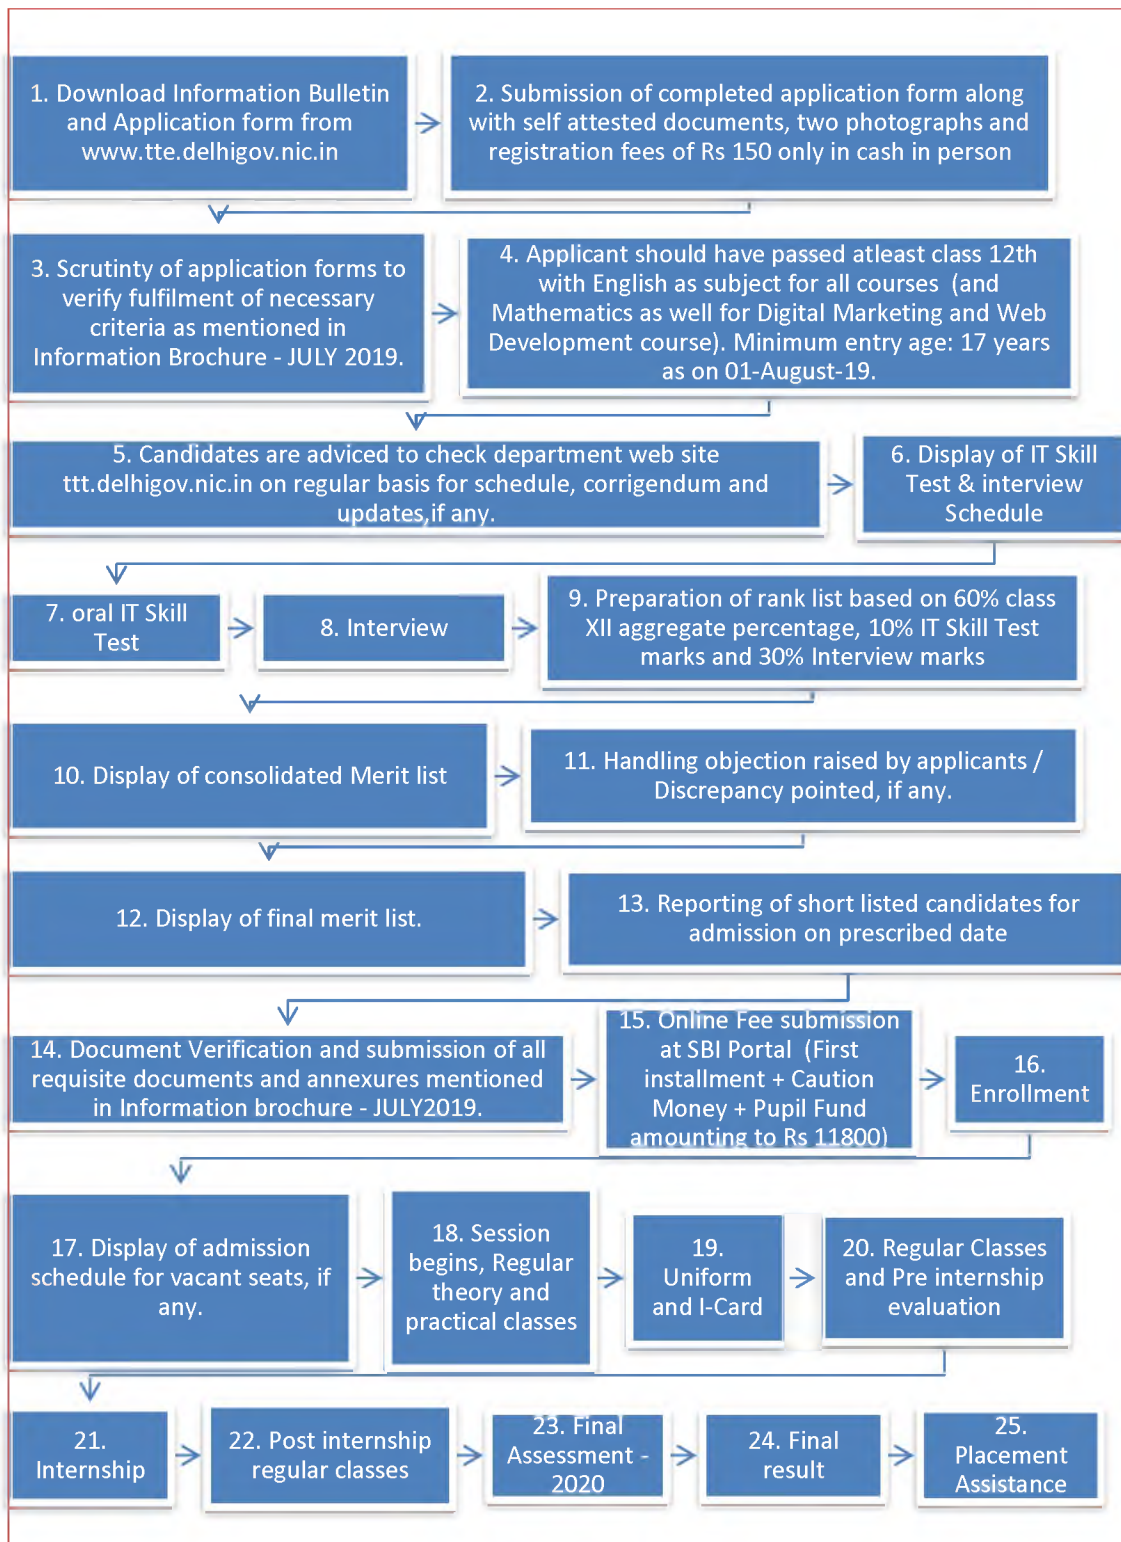 1. Download Information Bulletin
and Application form from
www.tte.delhigov.nic.in
2. Submission of completed application form along
with self attested documents, two photographs and
registration fees of Rs 150 only in cash in person
3. Scrutinty of application forms to
verify fulfilment of necessary
criteria as mentioned in
Information Brochure - JULY 2019.
4. Applicant should have passed atleast class 12th
with English as subject for all courses (and
Mathematics as well for Digital Marketing and Web
Development course). Minimum entry age: 17 years
as on 01-August-19.
5. Candidates are adviced to check department web site
ttt.delhigov.nic.in on regular basis for schedule, corrigendum and
updates,if any.
6. Display of IT Skill
Test & interview
Schedule
7. oral IT Skill
Test
8. Interview
9. Preparation of rank list based on 60% class
XII aggregate percentage, 10% IT Skill Test
marks and 30% Interview marks
10. Display of consolidated Merit list
11. Handling objection raised by applicants /
Discrepancy pointed, if any.
12. Display of final merit list.
13. Reporting of short listed candidates for
admission on prescribed date
14. Document Verification and submission of all
requisite documents and annexures mentioned
in Information brochure - JULY2019.
15. Online Fee submission
at SBI Portal (First
installment + Caution
Money + Pupil Fund
amounting to Rs 11800)
16.
Enrollment
17. Display of admission
schedule for vacant seats, if
any.
18. Session
begins, Regular
theory and
practical classes
19.
Uniform
and I-Card
20. Regular Classes
and Pre internship
evaluation
21.
Internship
22. Post internship
regular classes
23. Final
Assessment -
2020
24. Final
result
25.
Placement
Assistance